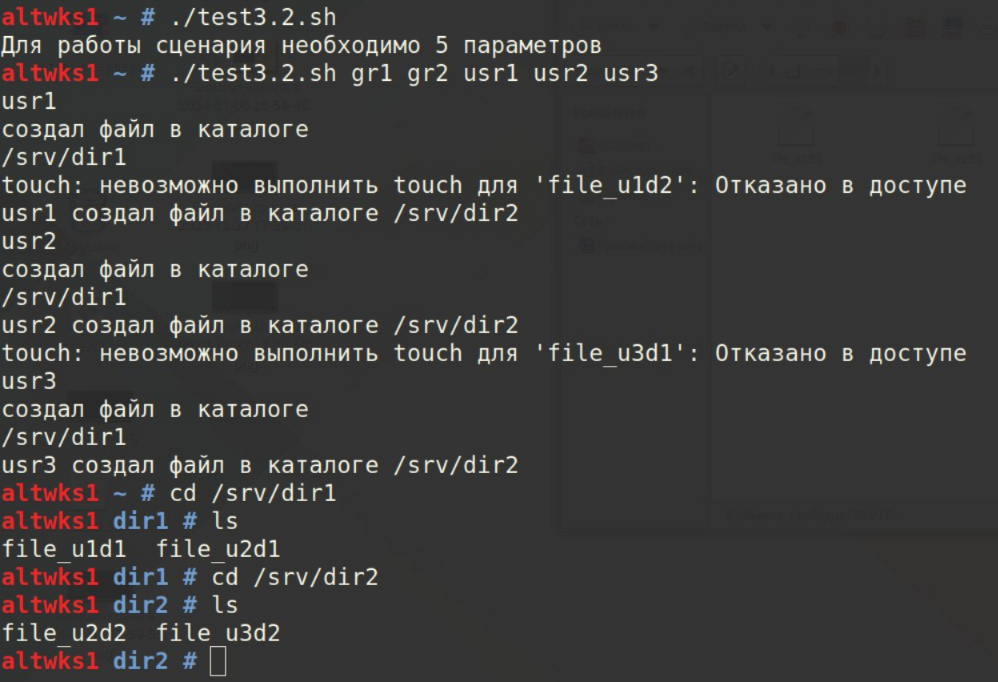 altwks1 ~ # ./test3.2.sh
Для работы сценария необходимо 5 параметров
altwks1 ~ # ./test3.2.sh gr1 gr2 usr1 usr2 usr3
usr1
создал файл в каталоге
/srv/dir1
touch: невозможно выполнить touch для 'file_u1d2': Отказано в доступе
usr1 создал файл в каталоге /srv/dir2
usr2
создал файл в каталоге
/srv/dir1
usr2 создал файл в каталоге /srv/dir2
touch: невозможно выполнить touch для 'file_u3d1': Отказано в доступе
usr3
создал файл в каталоге
/srv/dir1
usr3 создал файл в каталоге /srv/dir2
altwks1 ~ # cd /srv/dir1
altwks1 dir1 # ls
file_u1d1  file_u2d1
altwks1 dir1 # cd /srv/dir2
altwks1 dir2 # ls
file_u2d2  file_u3d2
altwks1 dir2 #